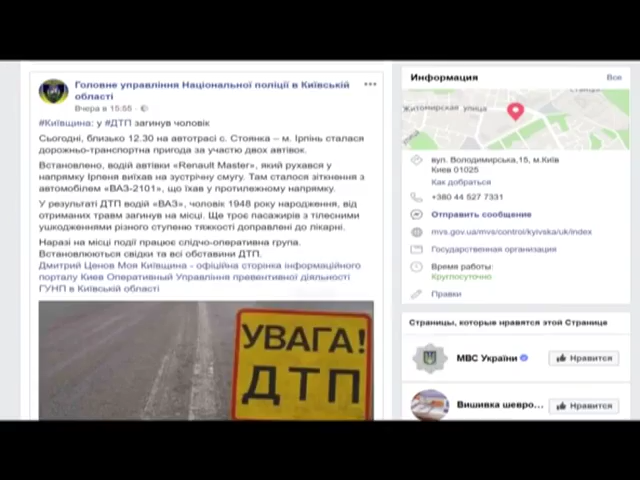 Головне управління Національної поліції в Київській
області
Вчера в 15:55
#Київщина: у #ДТП загинув чоловік
Сьогодні, близько 12.30 на автотрасі с. Стоянка – м. Ірпінь сталася
дорожньо-транспортна пригода за участю двох автівок.
Встановлено, водій автівки «Renault Master», який рухався у
напрямку Ірпеня виїхав на зустрічну смугу. Там сталося зіткнення з
автомобілем «ВАЗ-2101», що їхав у протилежному напрямку.
У результаті ДТП водій «ВАЗ», чоловік 1948 року народження, від
отриманих травм загинув на місці. Ще троє пасажирів з тілесними
ушкодженнями різного ступеню тяжкості доправлені до лікарні.
Наразі на місці події працює слідчо-оперативна група.
Встановлюються свідки та всі обставини ДТП.
Дмитрий Ценов Моя Київщина - офіційна сторінка інформаційного
порталу Киев Оперативный Управління превентивної діяльності
ГУНП в Київській області
УВАГА!
ДТП
Информация
Все
Житомирская улица
вул. Володимирська,15, м.Київ
Киев 01025
Как добраться
+380 44 527 7331
Отправить сообщение
mvs.gov.ua/mvs/control/kyivska/uk/index
Государственная организация
Время работы:
Круглосуточно
Правки
Страницы, которые нравятся этой Странице
МВС України
Нравится
Вишивка шевро...
Нравится